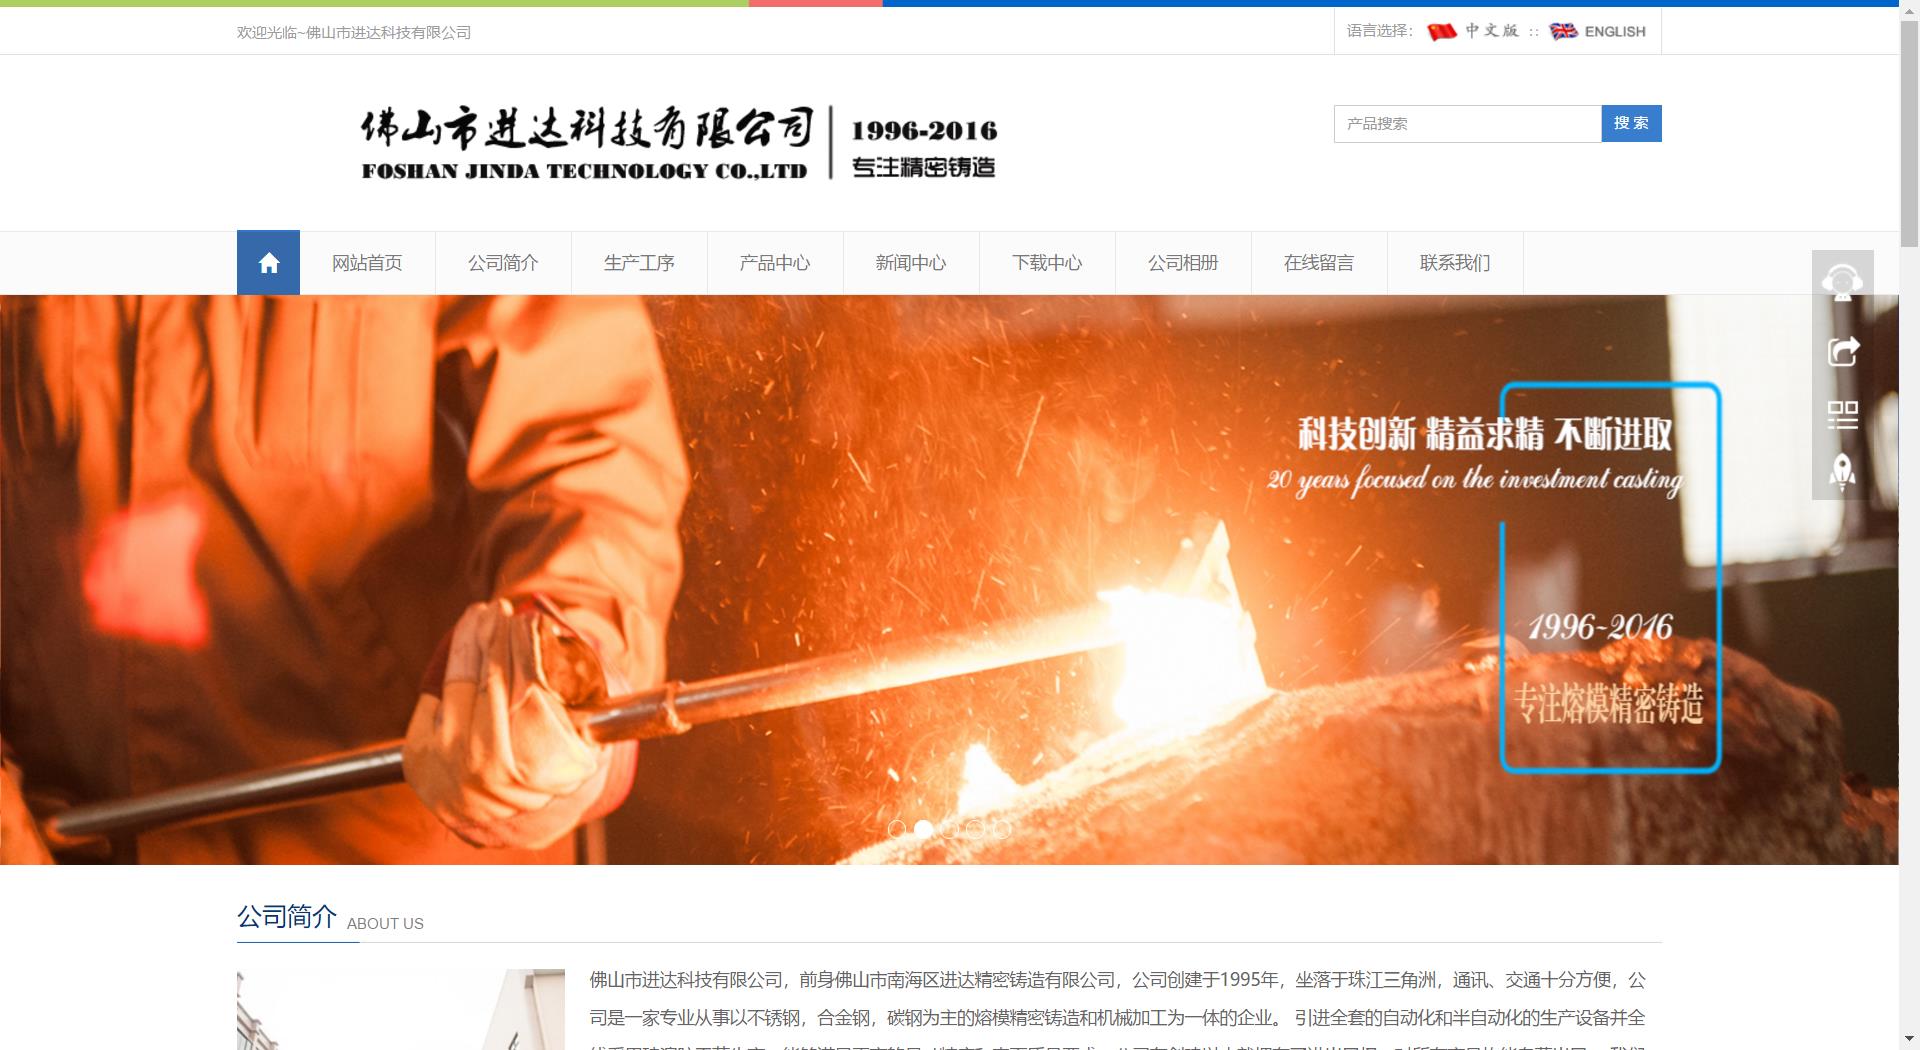 欢迎光临~佛山市进达科技有限公司
语言选择： 中文版 :: ENGLISH
佛山市进达科技有限公司
FOSHAN JINDA TECHNOLOGY CO.,LTD
1996-2016
专注精密铸造
产品搜索
搜 索
网站首页
公司简介
生产工序
产品中心
新闻中心
下载中心
公司相册
在线留言
联系我们
科技创新 精益求精 不断进取
20 years focused on the investment casting
1996~2016
专注熔模精密铸造
公司简介 ABOUT US
佛山市进达科技有限公司，前身佛山市南海区进达精密铸造有限公司，公司创建于1995年，坐落于珠江三角洲，通讯、交通十分方便，公
司是一家专业从事以不锈钢，合金钢，碳钢为主的熔模精密铸造和机械加工为一体的企业。 引进全套的自动化和半自动化的生产设备并全